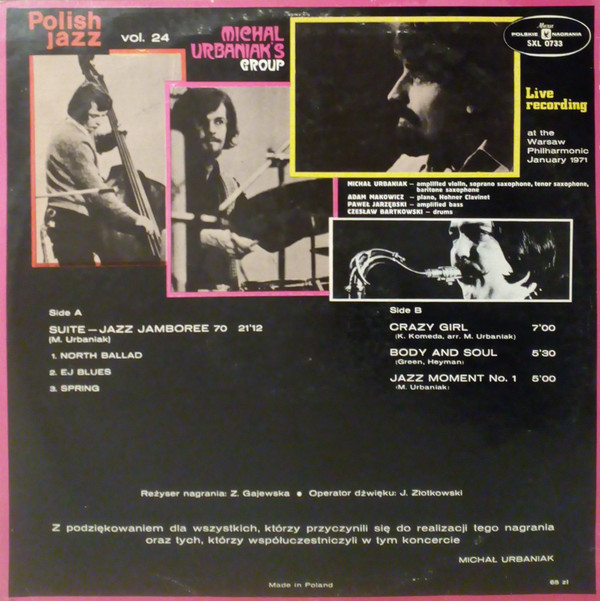 Polish
jazz vol. 24
MICHAL
URBANIAK'S
GROUP
Muza
POLSKIE NAGRANIA
SXL 0733
Live
recording
at the
Warsaw
Philharmonic
January 1971
MICHAŁ URBANIAK – amplified violin, soprano saxophone, tenor saxophone,
baritone saxophone
ADAM MAKOWICZ – piano, Hohner Clavinet
PAWEŁ JARZĘBSKI – amplified bass
CZESŁAW BARTKOWSKI – drums
Side A
SUITE – JAZZ JAMBOREE 70 21'12
(M. Urbaniak)
1. NORTH BALLAD
2. EJ BLUES
3. SPRING
Side B
CRAZY GIRL 7'00
(K. Komeda, arr. M. Urbaniak)
BODY AND SOUL 5'30
(Green, Heyman)
JAZZ MOMENT No. 1 5'00
(M. Urbaniak)
Reżyser nagrania: Z. Gajewska ● Operator dźwięku: J. Złotkowski
Z podziękowaniem dla wszystkich, którzy przyczynili się do realizacji tego nagrania
oraz tych, którzy współuczestniczyli w tym koncercie
MICHAŁ URBANIAK
Made in Poland
65 zł